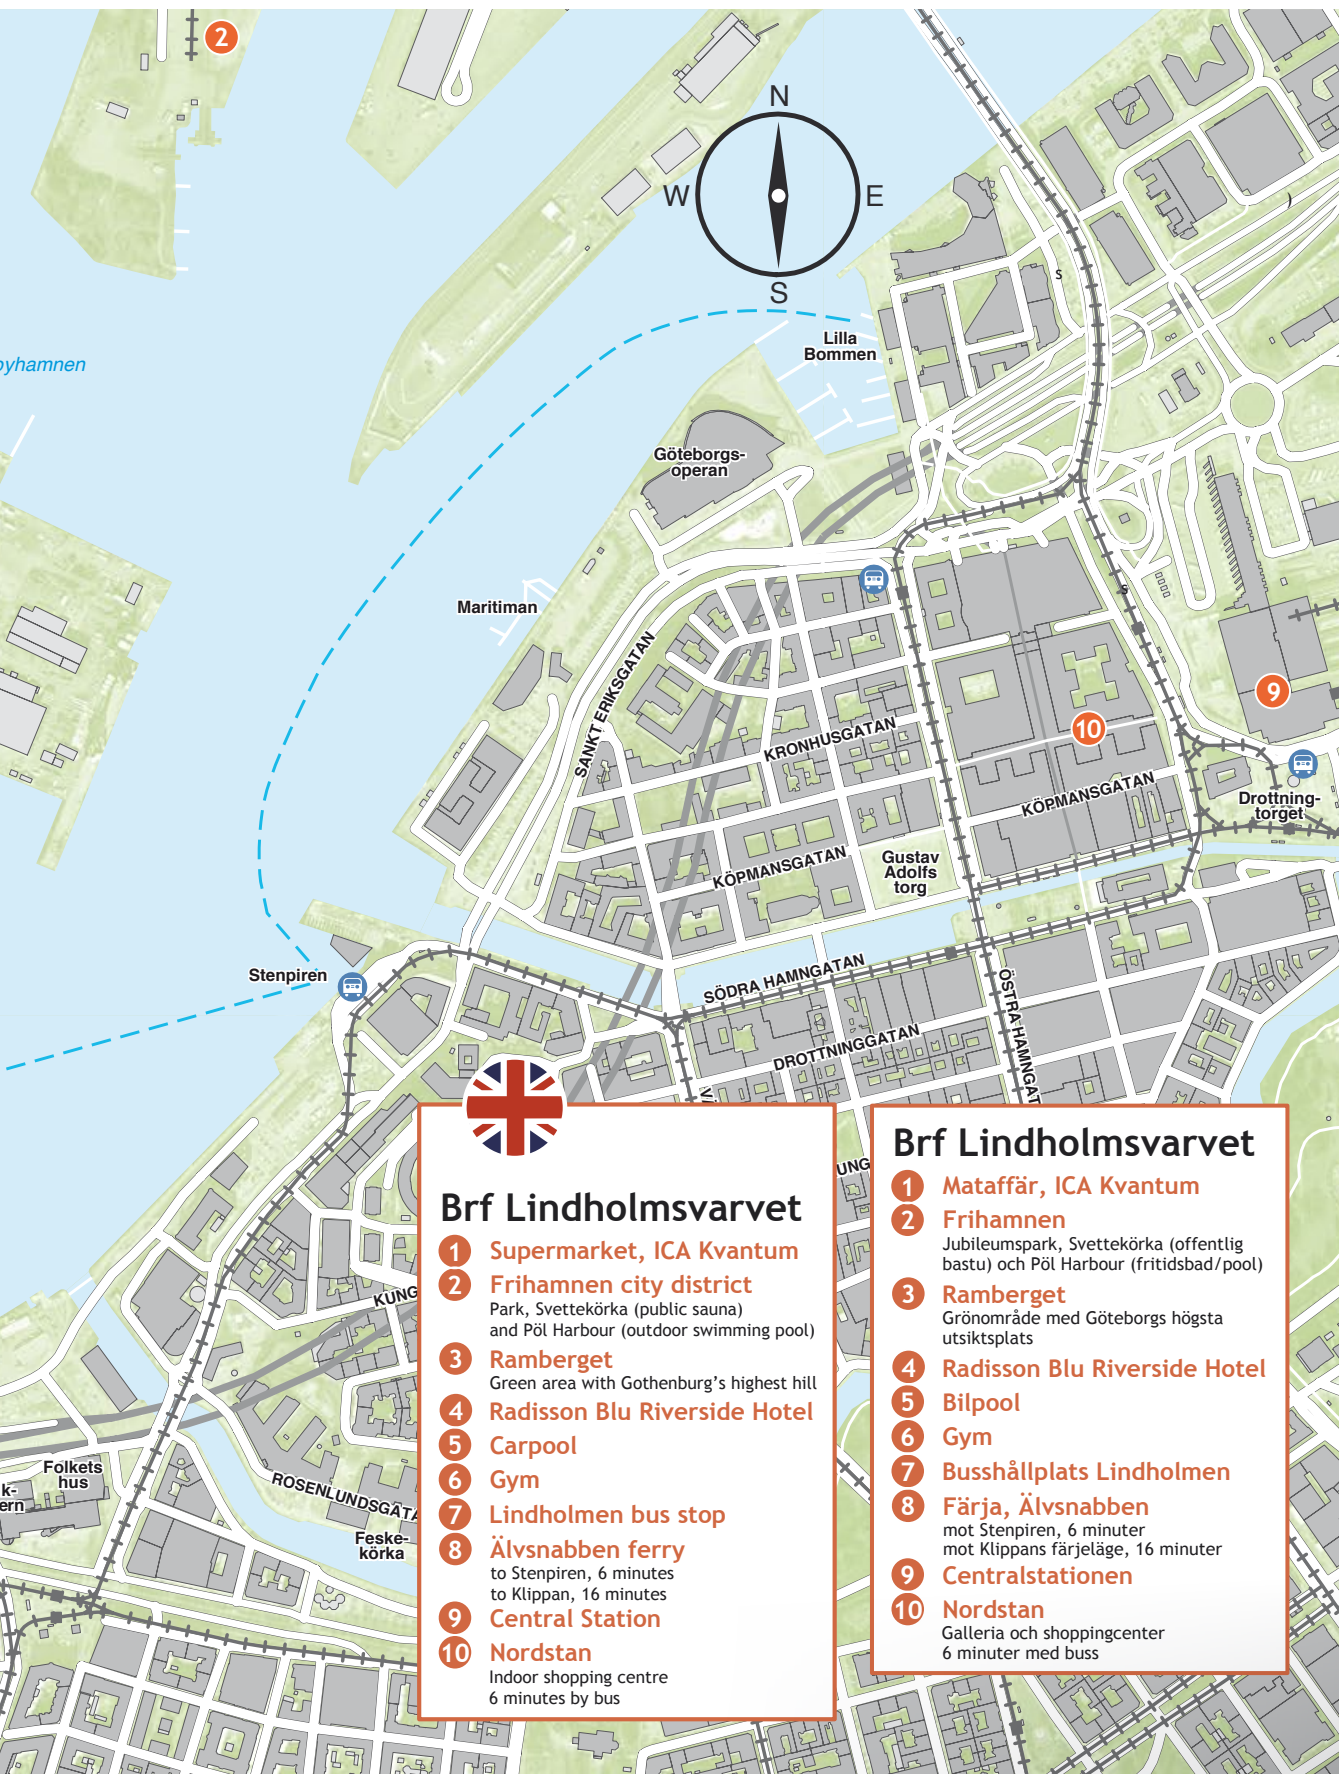 2
N
W
E
S
S
Lilla
Bommen
Göteborgs-
operan
Maritiman
S
SANKT ERIKSGATAN
KRONHUSGATAN
9
10
KÖPMANSGATAN
Drottning-
torget
KÖPMANSGATAN
Gustav
Adolfs
torg
Stenpiren
SÖDRA HAMNGATAN
ÖSTRA HAMNGAT
DROTTNINGGATAN
KUNG
UNG
Folkets
hus
k-
ern
ROSENLUNDSGATA
Feske-
körka
Brf Lindholmsvarvet
1 Supermarket, ICA Kvantum
2 Frihamnen city district
Park, Svettekörka (public sauna)
and Pöl Harbour (outdoor swimming pool)
3 Ramberget
Green area with Gothenburg's highest hill
4 Radisson Blu Riverside Hotel
5 Carpool
6 Gym
7 Lindholmen bus stop
8 Älvsnabben ferry
to Stenpiren, 6 minutes
to Klippan, 16 minutes
9 Central Station
10 Nordstan
Indoor shopping centre
6 minutes by bus
Brf Lindholmsvarvet
1 Mataffär, ICA Kvantum
2 Frihamnen
Jubileumspark, Svettekörka (offentlig
bastu) och Pöl Harbour (fritidsbad/pool)
3 Ramberget
Grönområde med Göteborgs högsta
utsiktsplats
4 Radisson Blu Riverside Hotel
5 Bilpool
6 Gym
7 Busshållplats Lindholmen
8 Färja, Älvsnabben
mot Stenpiren, 6 minuter
mot Klippans färjeläge, 16 minuter
9 Centralstationen
10 Nordstan
Galleria och shoppingcenter
6 minuter med buss